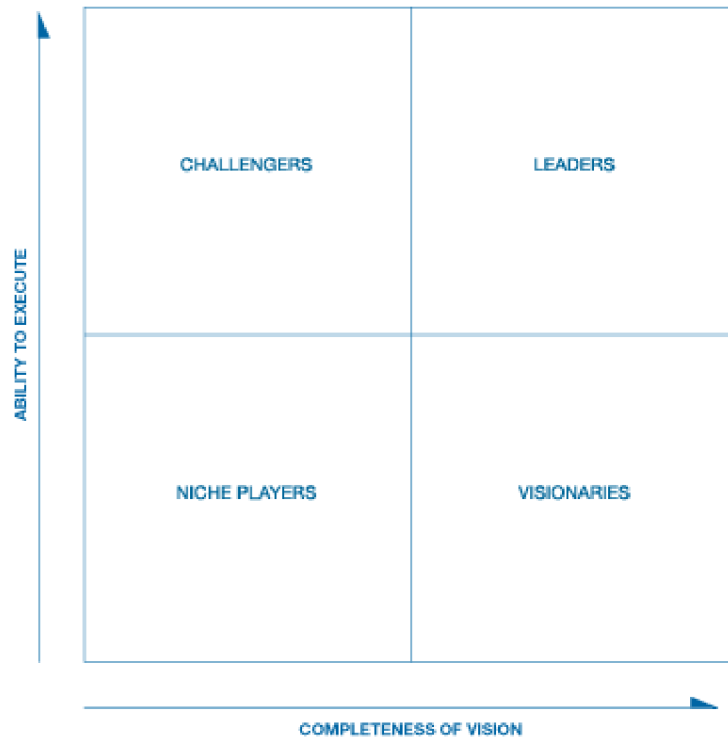 CHALLENGERS
LEADERS
ABILITY TO EXECUTE
NICHE PLAYERS
VISIONARIES
COMPLETENESS OF VISION